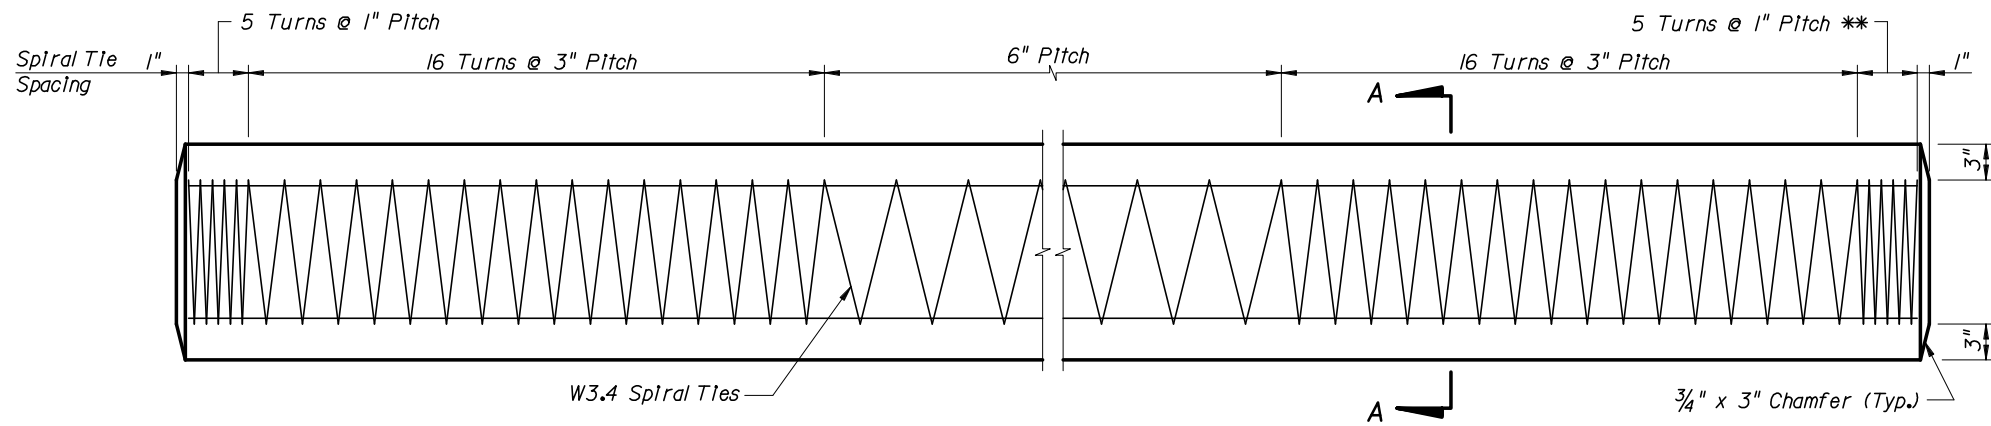 5 Turns @ 1" Pitch
5 Turns @ 1" Pitch **
Spiral Tie
Spacing
1"
16 Turns @ 3" Pitch
6" Pitch
16 Turns @ 3" Pitch
1"
A
3"
3"
W3.4 Spiral Ties
A
3/4" x 3" Chamfer (Typ.)